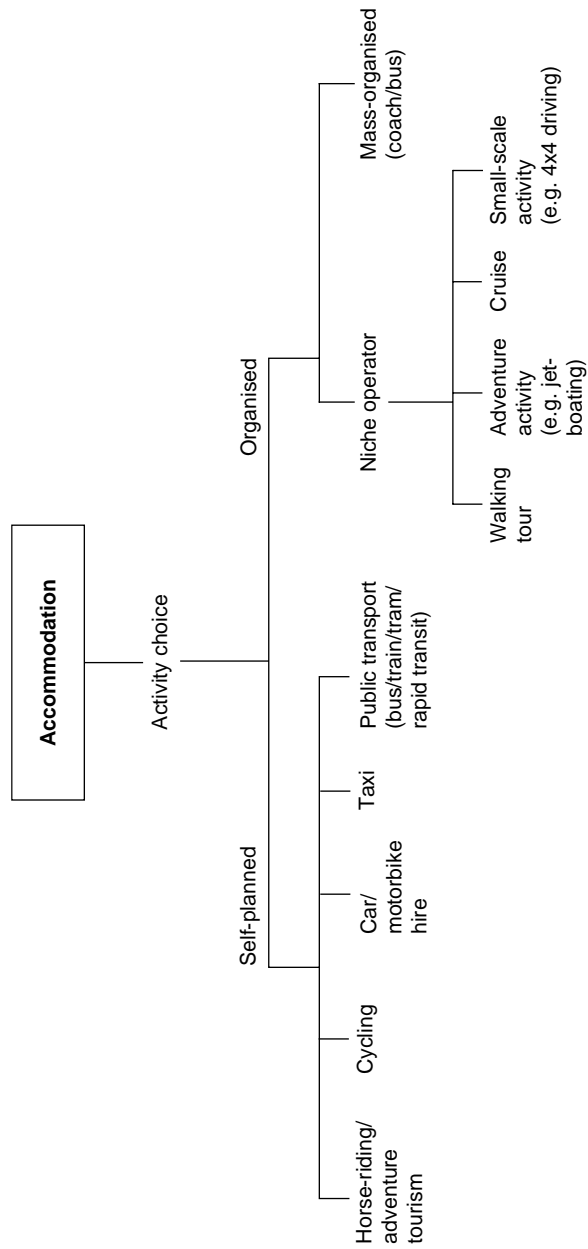 Accommodation
Activity choice
Self-planned
Organised
Horse-riding/
adventure
tourism
Cycling
Car/
motorbike
hire
Taxi
Public transport
(bus/train/tram/
rapid transit)
Niche operator
Mass-organised
(coach/bus)
Walking
tour
Adventure
activity
(e.g. jet-
boating)
Cruise
Small-scale
activity
(e.g. 4x4 driving)